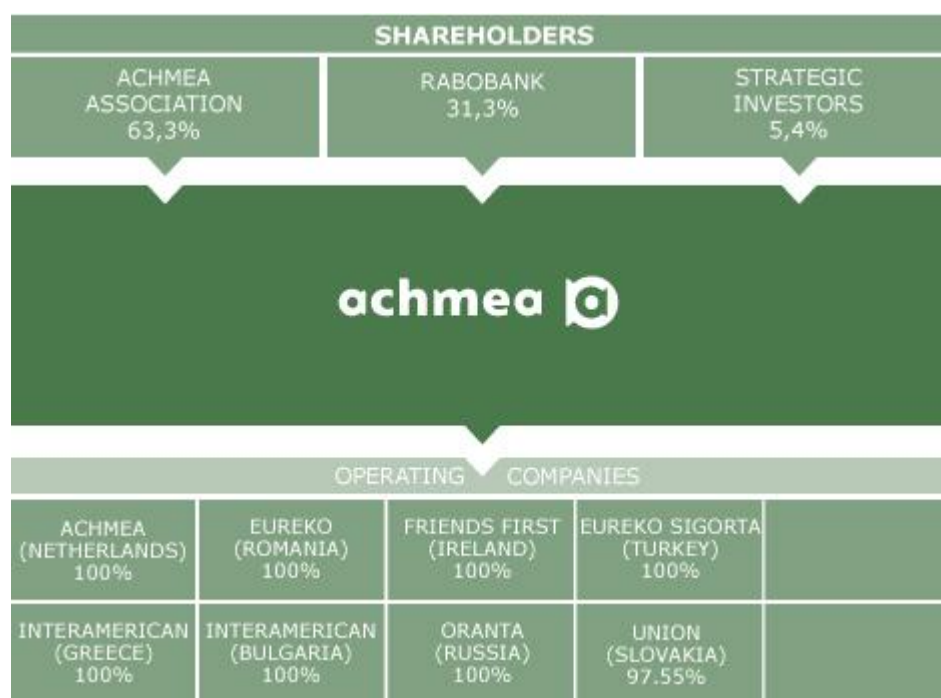 SHAREHOLDERS
ACHMEA
ASSOCIATION
63,3%
RABOBANK
31,3%
STRATEGIC
INVESTORS
5,4%
achmea
OPERATING COMPANIES
ACHMEA
(NETHERLANDS)
100%
EUREKO
(ROMANIA)
100%
FRIENDS FIRST
(IRELAND)
100%
EUREKO SIGORTA
(TURKEY)
100%
INTERAMERICAN
(GREECE)
100%
INTERAMERICAN
(BULGARIA)
100%
ORANTA
(RUSSIA)
100%
UNION
(SLOVAKIA)
97.55%